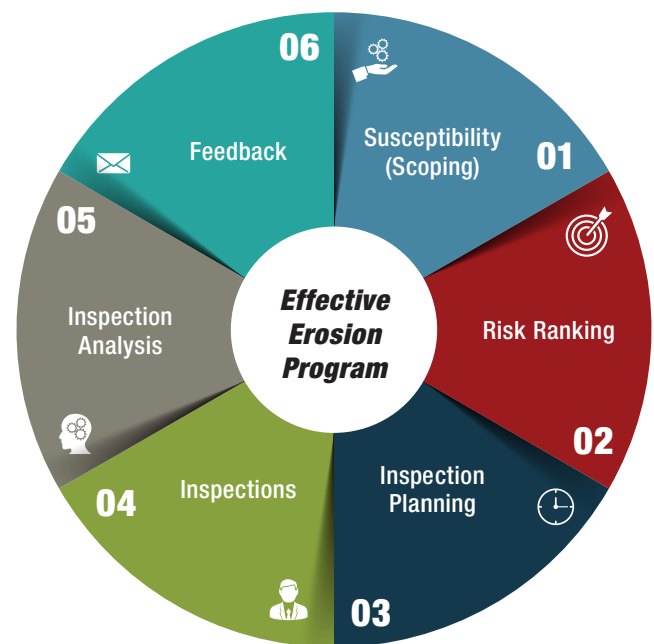 Effective
Erosion
Program
01
Susceptibility
(Scoping)
02
Risk Ranking
03
Inspection
Planning
04
Inspections
05
Inspection
Analysis
06
Feedback